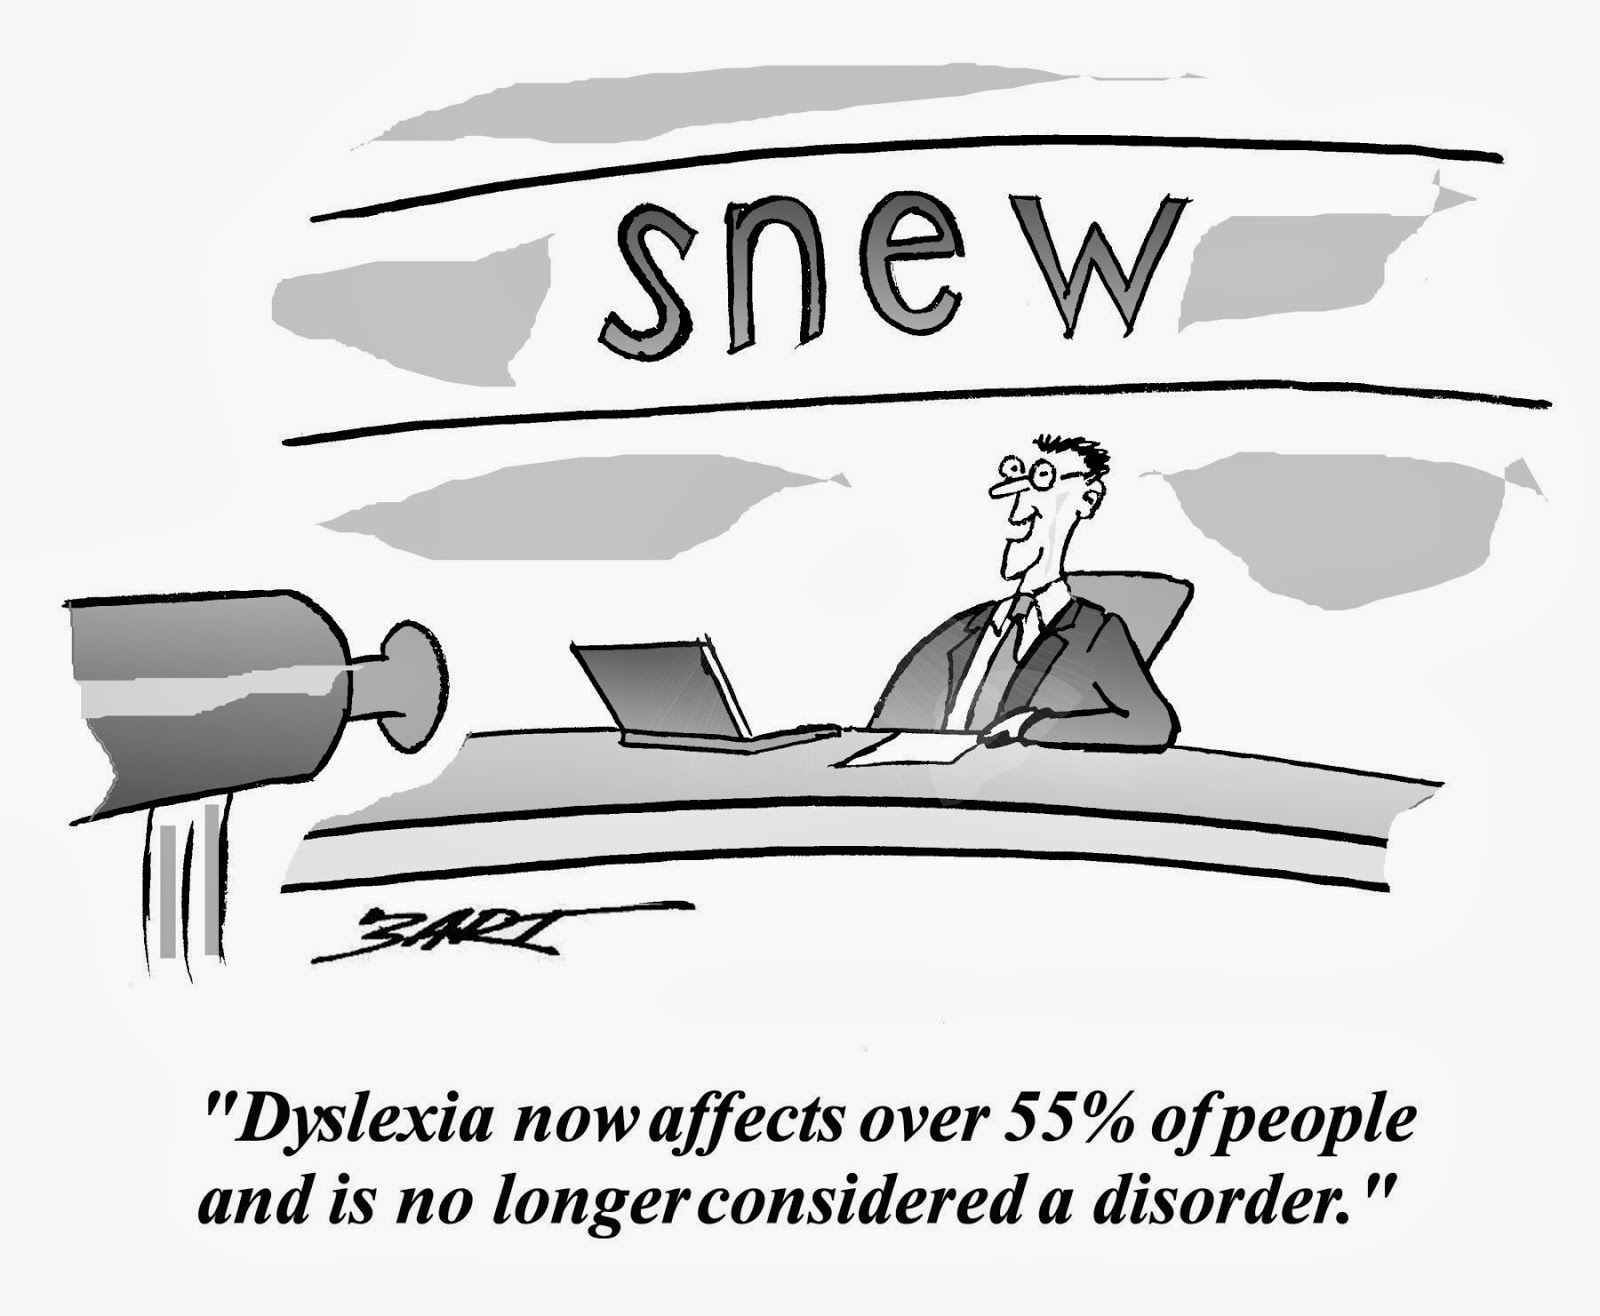 snew
BART
"Dyslexia now affects over 55% of people
and is no longer considered a disorder."